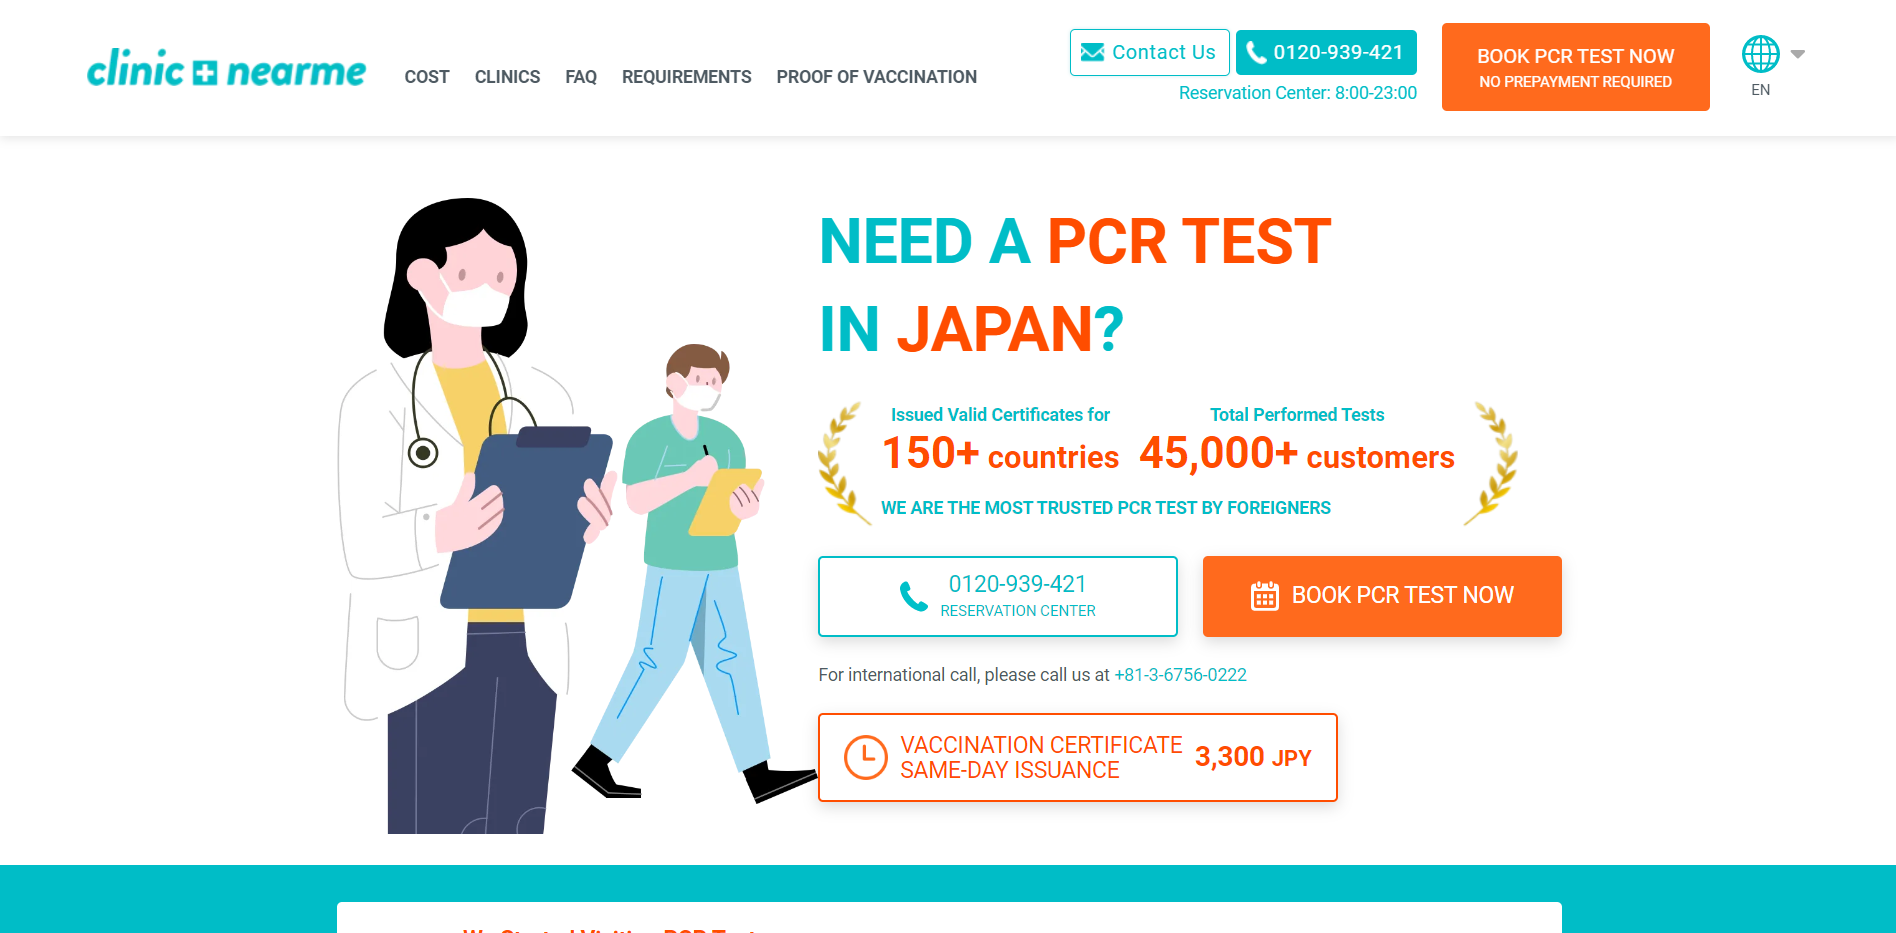 clinic nearme
COST
CLINICS
FAQ
REQUIREMENTS
PROOF OF VACCINATION
Contact Us
0120-939-421
Reservation Center: 8:00-23:00
BOOK PCR TEST NOW
NO PREPAYMENT REQUIRED
EN
NEED A PCR TEST
IN JAPAN?
Issued Valid Certificates for
150+ countries
Total Performed Tests
45,000+ customers
WE ARE THE MOST TRUSTED PCR TEST BY FOREIGNERS
0120-939-421
RESERVATION CENTER
BOOK PCR TEST NOW
For international call, please call us at +81-3-6756-0222
VACCINATION CERTIFICATE
SAME-DAY ISSUANCE
3,300 JPY